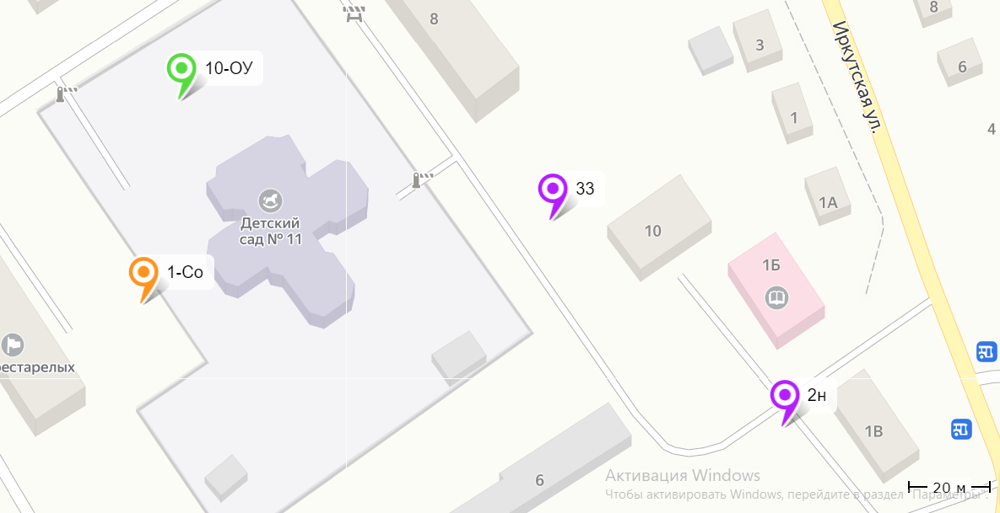 8
8
3
Иркутская ул.
6
10-ОУ
1
4
33
1А
Детский
сад № 11
10
1Б
1-Со
естарелых
2н
1В
6
Активация Windows
Чтобы активировать Windows, перейдите в раздел "Параметры".
20 м